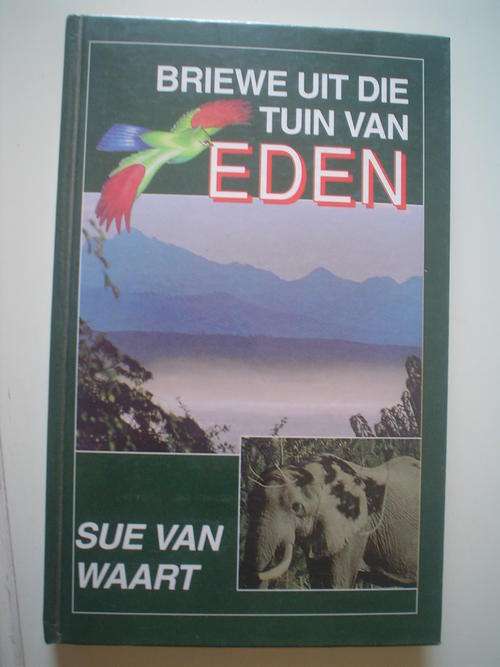 BRIEWE UIT DIE
TUIN VAN
EDEN
SUE VAN
WAART